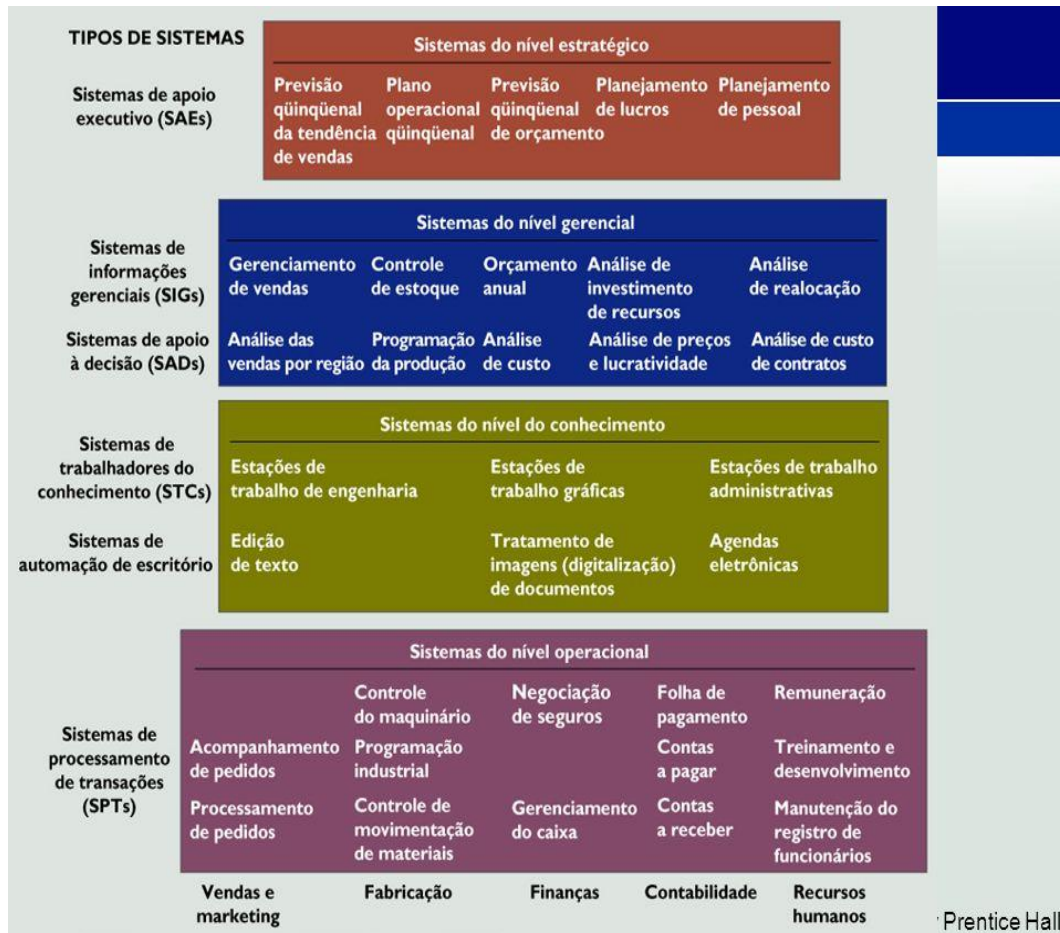 TIPOS DE SISTEMAS
Sistemas de apoio
executivo (SAEs)
Sistemas do nível estratégico
Previsão
qüinqüenal
da tendência
de vendas
Plano
operacional
qüinqüenal
Previsão
qüinqüenal
de orçamento
Planejamento
de lucros
Planejamento
de pessoal
Sistemas de
informações
gerenciais (SIGs)
Sistemas de apoio
à decisão (SADs)
Sistemas do nível gerencial
Gerenciamento
de vendas
Controle
de estoque
Orçamento
anual
Análise de
investimento
de recursos
Análise
de realocação
Análise das
vendas por região
Programação
da produção
Análise
de custo
Análise de preços
e lucratividade
Análise de custo
de contratos
Sistemas de
trabalhadores do
conhecimento (STCs)
Sistemas de
automação de escritório
Sistemas do nível do conhecimento
Estações de
trabalho de engenharia
Estações de
trabalho gráficas
Estações de trabalho
administrativas
Edição
de texto
Tratamento de
imagens (digitalização)
de documentos
Agendas
eletrônicas
Sistemas de
processamento
de transações
(SPTs)
Sistemas do nível operacional
Controle
do maquinário
Negociação
de seguros
Folha de
pagamento
Remuneração
Acompanhamento
de pedidos
Programação
industrial
Contas
a pagar
Treinamento e
desenvolvimento
Processamento
de pedidos
Controle de
movimentação
de materiais
Gerenciamento
do caixa
Contas
a receber
Manutenção do
registro de
funcionários
Vendas e
marketing
Fabricação
Finanças
Contabilidade
Recursos
humanos
Prentice Hall